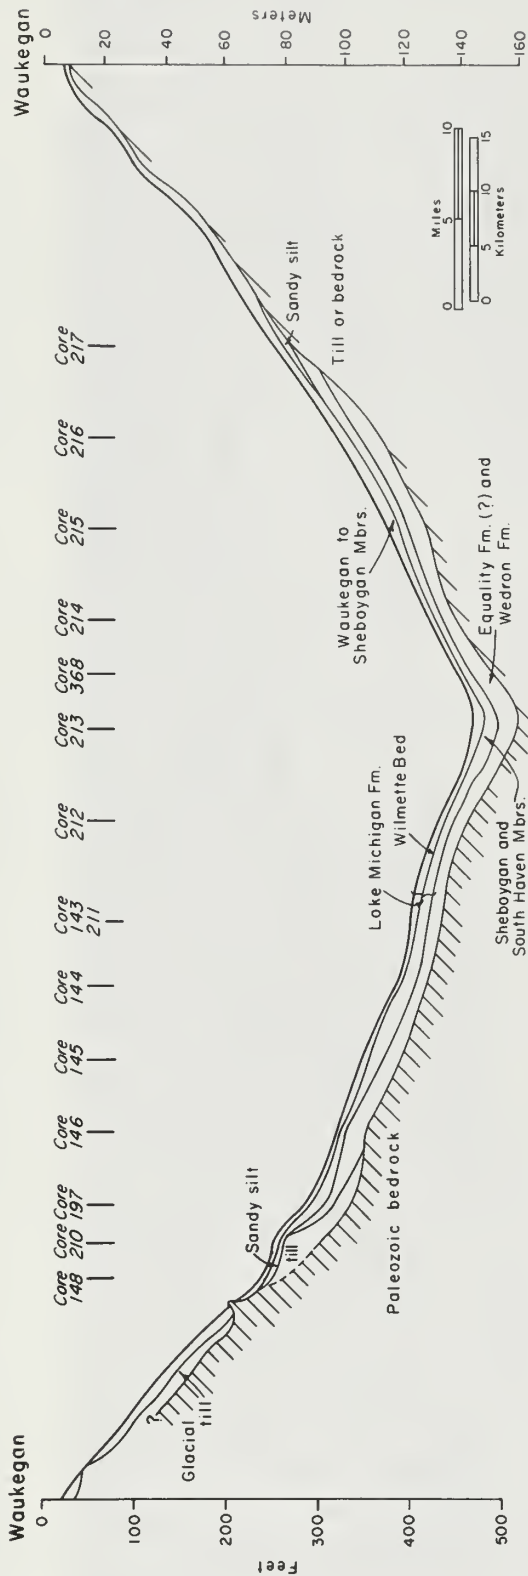 Waukegan
Waukegan
0
100
200
300
400
500
Feet
0
20
40
60
80
100
120
140
160
Meters
Core
148
Core
210
Core
197
Core
146
Core
145
Core
144
Core
143
211
Core
212
Core
213
Core
368
Core
214
Core
215
Core
216
Core
217
?
Glacial
till
Sandy silt
till
Paleozoic bedrock
Lake Michigan Fm.
Wilmette Bed
Waukegan to
Sheboygan Mbrs.
Sandy silt
Till or bedrock
Sheboygan and
South Haven Mbrs.
Equality Fm. (?) and
Wedron Fm.
Miles
0
5
10
0
5
10
15
Kilometers